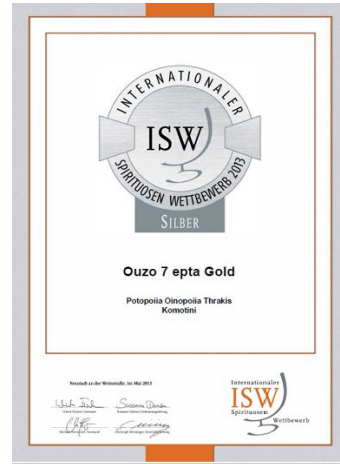 INTERNATIONALER
ISW
SPIRITUOSEN WETTBEWERB 2013
SILBER
Ouzo 7 epta Gold
Potopoiia Oinopoiia Thrakis
Komotini
Neustadt an der Weinstraße, im Mai 2013
Internationaler
ISW
Spirituosen
Wettbewerb